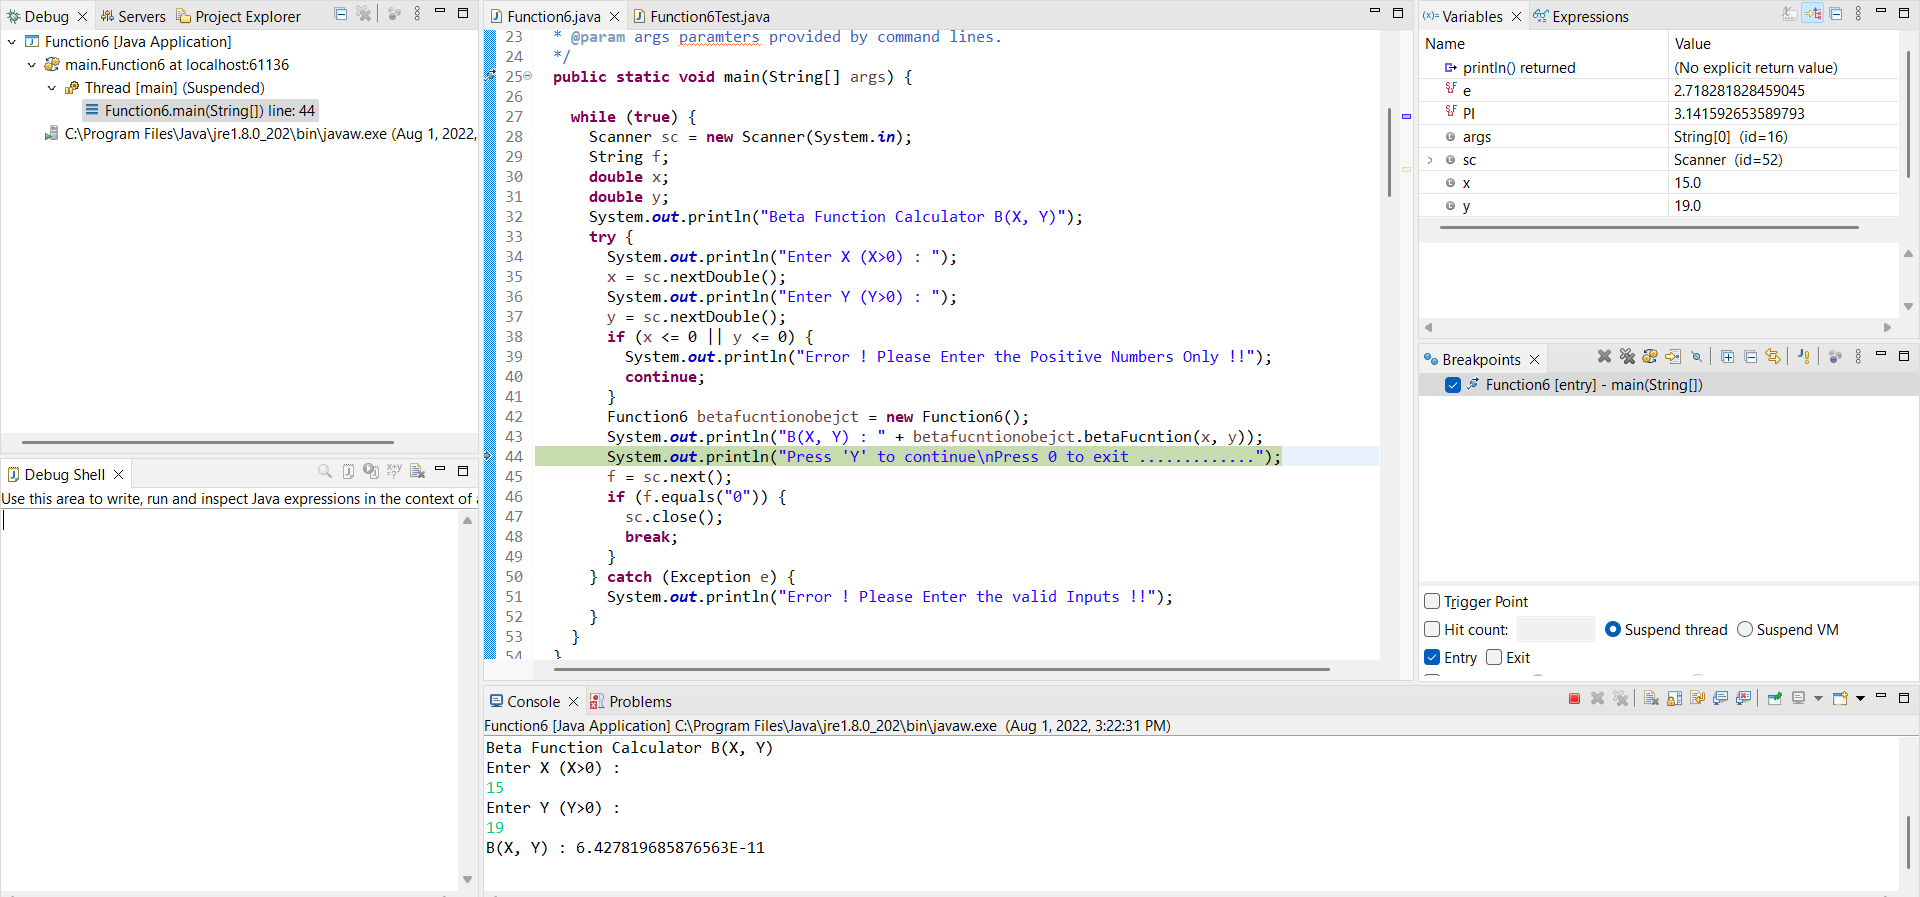 Debug
Servers
Project Explorer
Function6 [Java Application]
main.Function6 at localhost:61136
Thread [main] (Suspended)
Function6.main(String[]) line: 44
C:\Program Files\Java\jre1.8.0_202\bin\javaw.exe (Aug 1, 2022,
Debug Shell
Use this area to write, run and inspect Java expressions in the context of a
Function6.java
Function6Test.java
23 * @param args paramters provided by command lines.
24 */
25 public static void main(String[] args) {
26
27 while (true) {
28 Scanner sc = new Scanner(System.in);
29 String f;
30 double x;
31 double y;
32 System.out.println("Beta Function Calculator B(X, Y)");
33 try {
34 System.out.println("Enter X (X>0) : ");
35 x = sc.nextDouble();
36 System.out.println("Enter Y (Y>0) : ");
37 y = sc.nextDouble();
38 if (x <= 0 || y <= 0) {
39 System.out.println("Error ! Please Enter the Positive Numbers Only !!");
40 continue;
41 }
42 Function6 betafucntionobejct = new Function6();
43 System.out.println("B(X, Y) : " + betafucntionobejct.betaFucntion(x, y));
44 System.out.println("Press 'Y' to continue\nPress 0 to exit .............");
45 f = sc.next();
46 if (f.equals("0")) {
47 sc.close();
48 break;
49 }
50 } catch (Exception e) {
51 System.out.println("Error ! Please Enter the valid Inputs !!");
52 }
53 }
54 }
Console
Problems
Function6 [Java Application] C:\Program Files\Java\jre1.8.0_202\bin\javaw.exe (Aug 1, 2022, 3:22:31 PM)
Beta Function Calculator B(X, Y)
Enter X (X>0) :
15
Enter Y (Y>0) :
19
B(X, Y) : 6.427819685876563E-11
Variables
Expressions
Name Value
println() returned (No explicit return value)
e 2.718281828459045
PI 3.141592653589793
args String[0] (id=16)
sc Scanner (id=52)
x 15.0
y 19.0
Breakpoints
Function6 [entry] - main(String[])
Trigger Point
Hit count: Suspend thread Suspend VM
Entry Exit